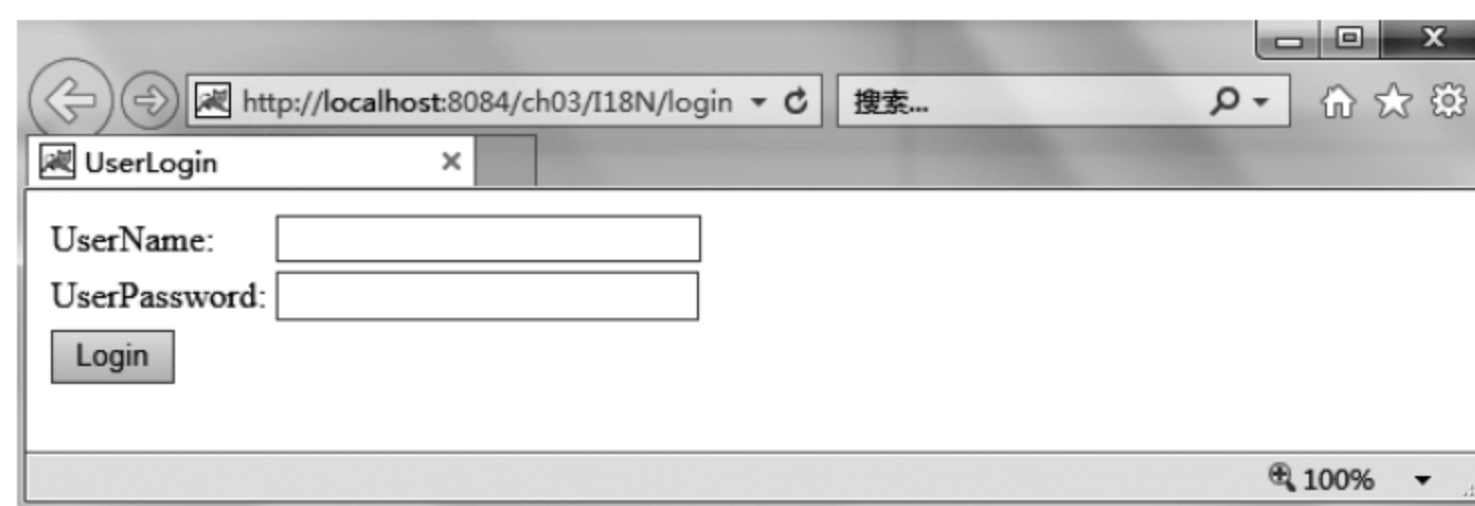 http://localhost:8084/ch03/I18N/login
搜索...
UserLogin
UserName:
UserPassword:
Login
100%